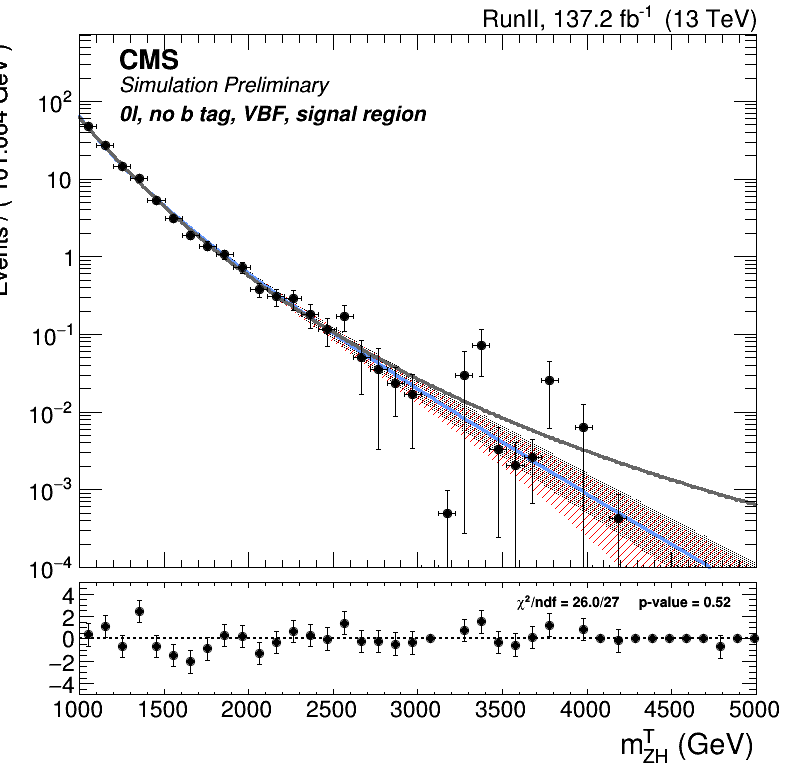 RunII, 137.2 fb-1 (13 TeV)
CMS
Simulation Preliminary
0l, no b tag, VBF, signal region
10²
10
1
10⁻¹
10⁻²
10⁻³
10⁻⁴
χ²/ndf = 26.0/27 p-value = 0.52
4
2
0
−2
−4
1000 1500 2000 2500 3000 3500 4000 4500 5000
m^T_ZH (GeV)